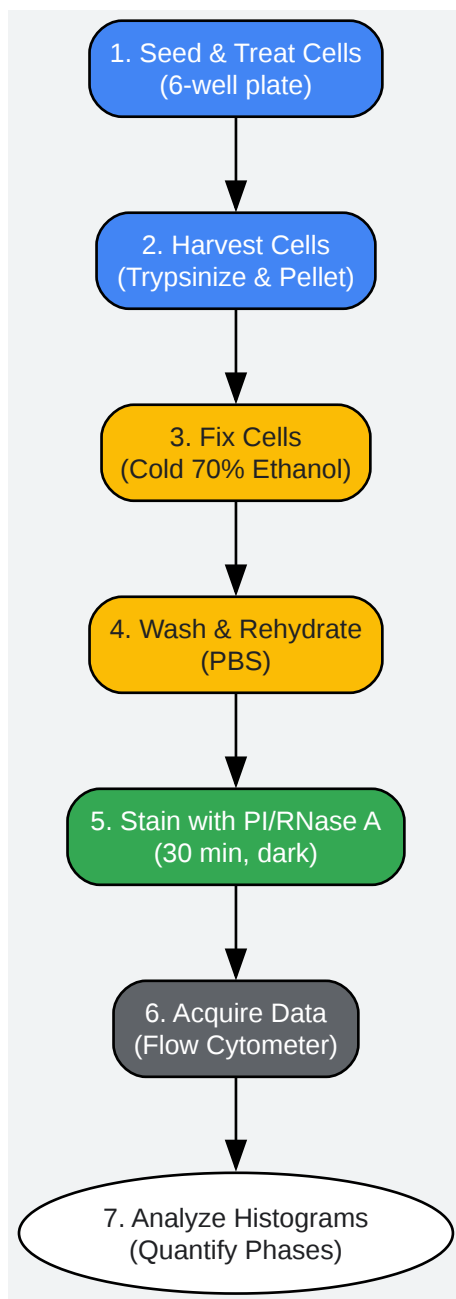 1. Seed & Treat Cells
(6-well plate)
2. Harvest Cells
(Trypsinize & Pellet)
3. Fix Cells
(Cold 70% Ethanol)
4. Wash & Rehydrate
(PBS)
5. Stain with PI/RNase A
(30 min, dark)
6. Acquire Data
(Flow Cytometer)
7. Analyze Histograms
(Quantify Phases)